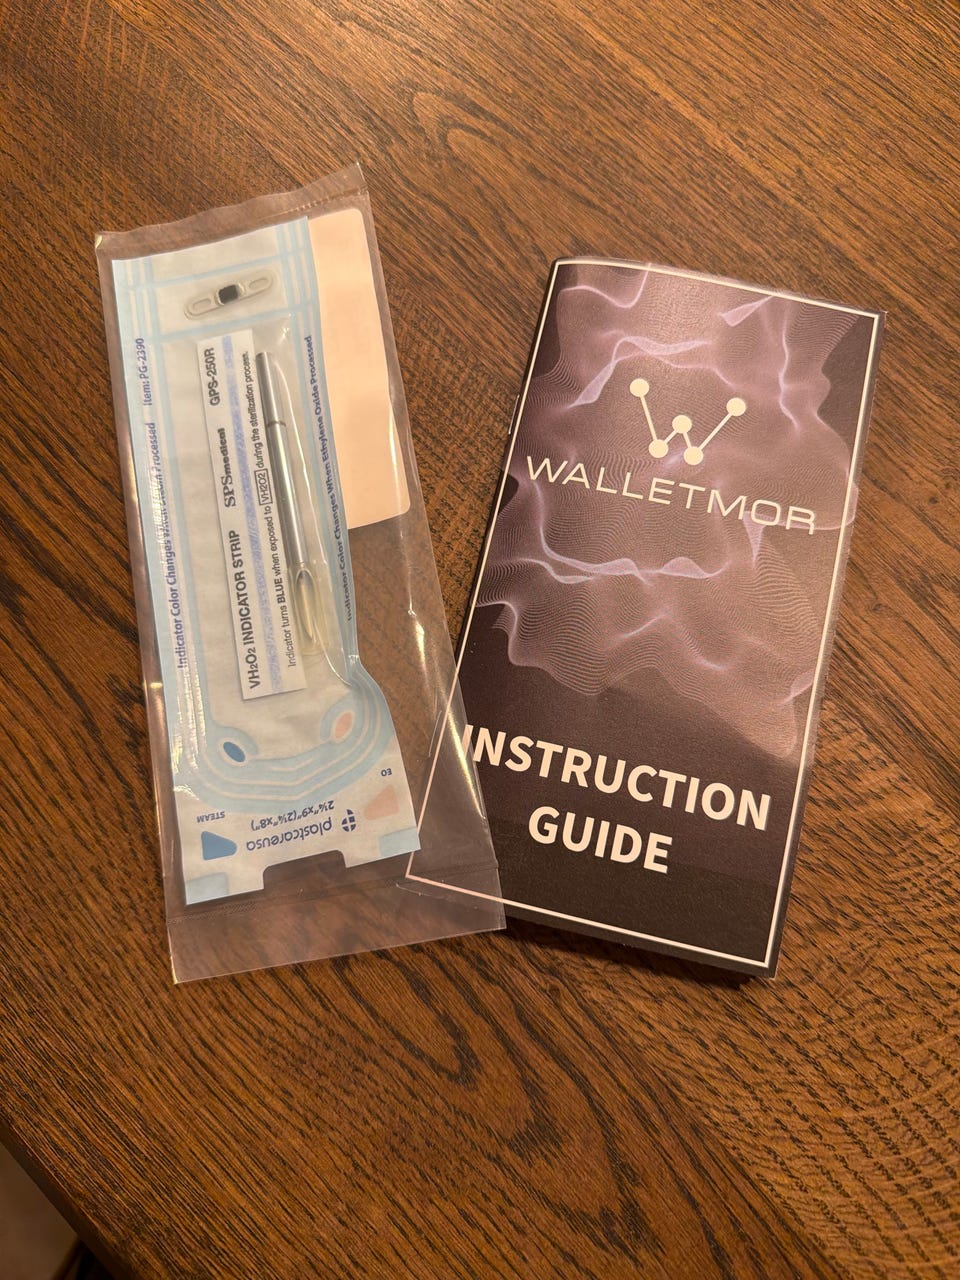 Item: PG-2390
Indicator Color Changes When Steam Processed
VH2O2 INDICATOR STRIP SPSmedical GPS-250R
Indicator turns BLUE when exposed to VH2O2 during the sterilization process.
Indicator Color Changes When Ethylene Oxide Processed
STEAM
EO
plastcareusa
2¼"x9"(2¼"x8")
WALLETMOR
INSTRUCTION
GUIDE